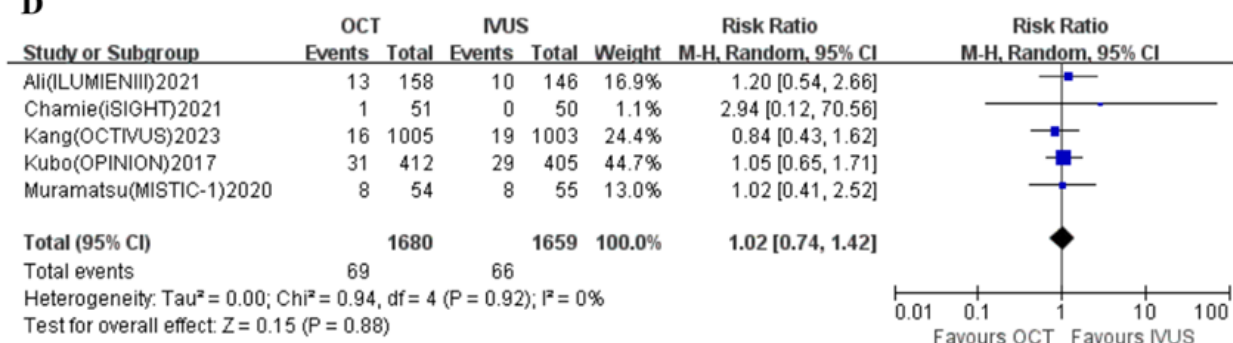 D
OCT IVUS Risk Ratio Risk Ratio
Study or Subgroup Events Total Events Total Weight M-H, Random, 95% CI M-H, Random, 95% CI
Ali(ILUMIENIII)2021 13 158 10 146 16.9% 1.20 [0.54, 2.66]
Chamie(iSIGHT)2021 1 51 0 50 1.1% 2.94 [0.12, 70.56]
Kang(OCTIVUS)2023 16 1005 19 1003 24.4% 0.84 [0.43, 1.62]
Kubo(OPINION)2017 31 412 29 405 44.7% 1.05 [0.65, 1.71]
Muramatsu(MISTIC-1)2020 8 54 8 55 13.0% 1.02 [0.41, 2.52]
Total (95% CI) 1680 1659 100.0% 1.02 [0.74, 1.42]
Total events 69 66
Heterogeneity: Tau² = 0.00; Chi² = 0.94, df = 4 (P = 0.92); I² = 0%
Test for overall effect: Z = 0.15 (P = 0.88)
0.01 0.1 1 10 100
Favours OCT Favours IVUS